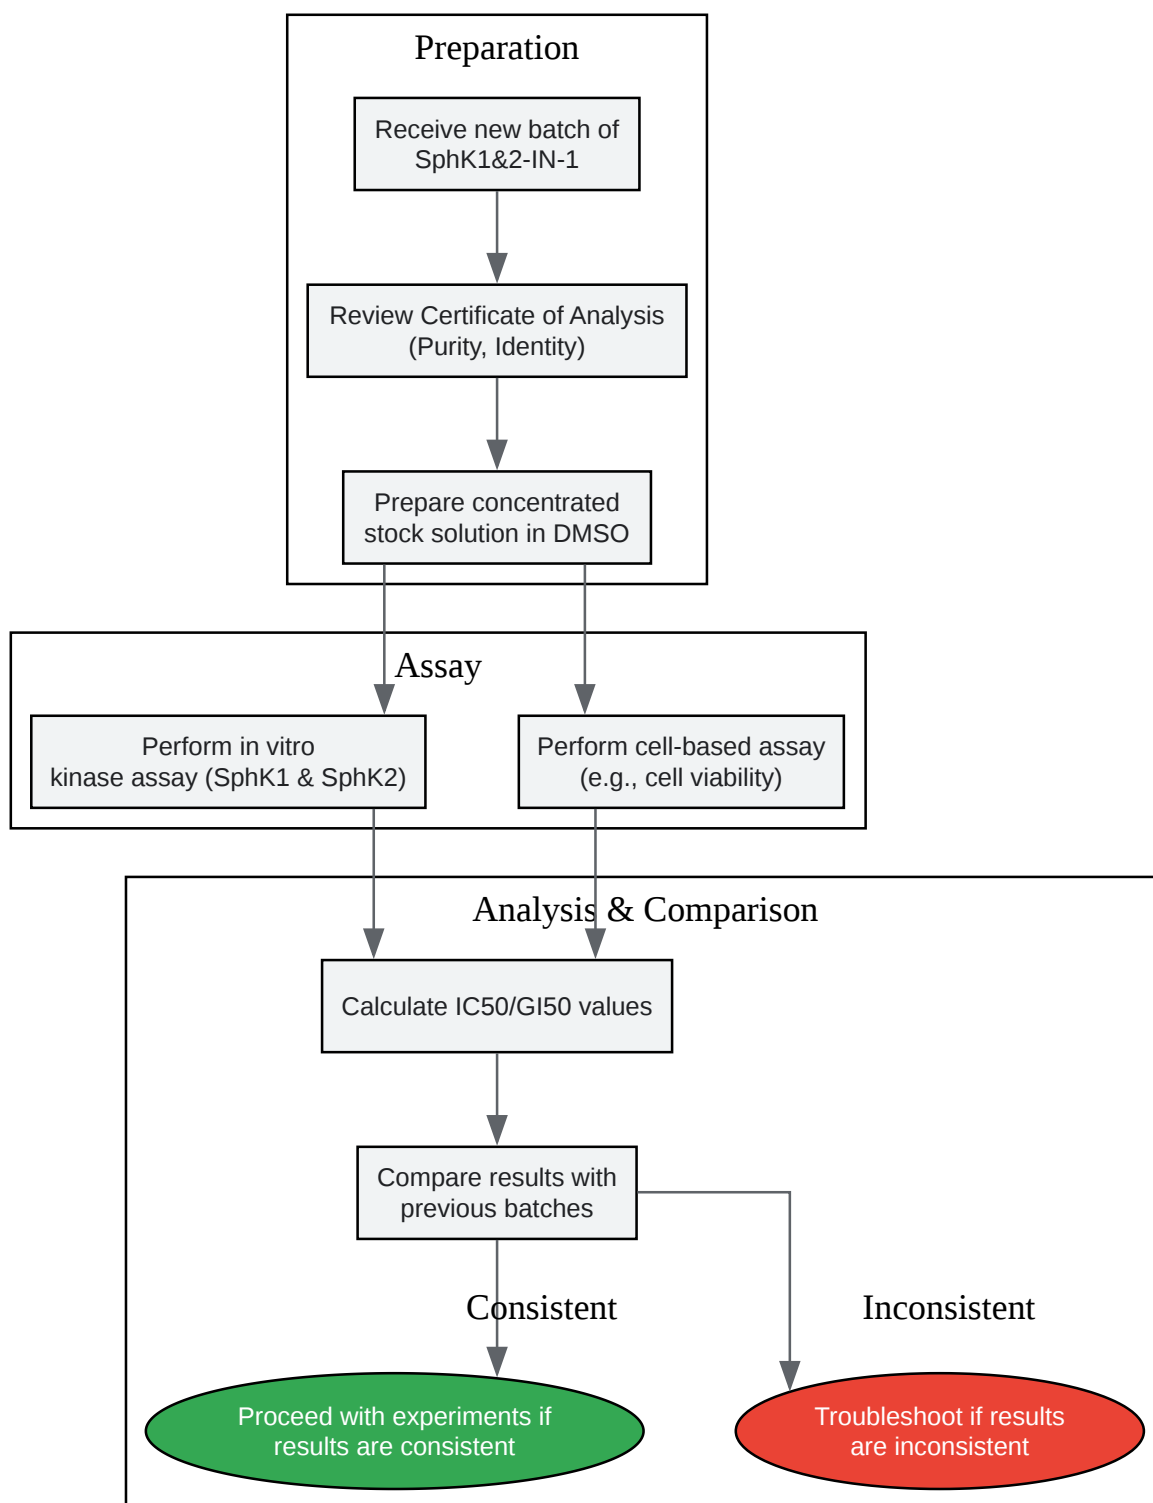 Preparation
Receive new batch of
SphK1&2-IN-1
Review Certificate of Analysis
(Purity, Identity)
Prepare concentrated
stock solution in DMSO
Assay
Perform in vitro
kinase assay (SphK1 & SphK2)
Perform cell-based assay
(e.g., cell viability)
Analysis & Comparison
Calculate IC50/GI50 values
Compare results with
previous batches
Consistent
Inconsistent
Proceed with experiments if
results are consistent
Troubleshoot if results
are inconsistent